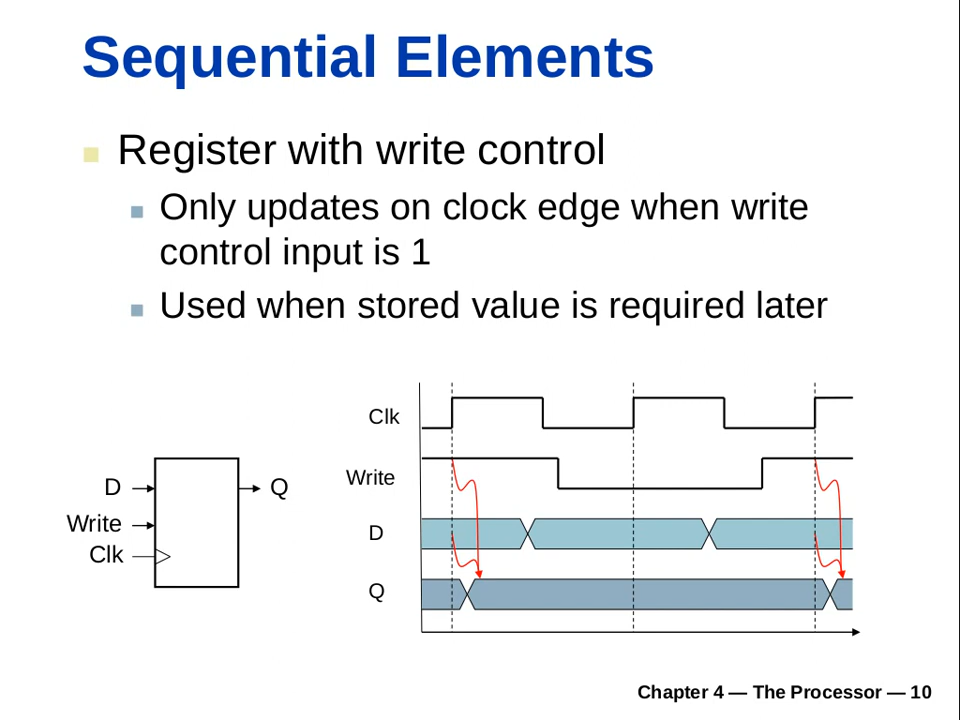 Sequential Elements
Register with write control
Only updates on clock edge when write
control input is 1
Used when stored value is required later
D
Write
Clk
Q
Clk
Write
D
Q
Chapter 4 — The Processor — 10